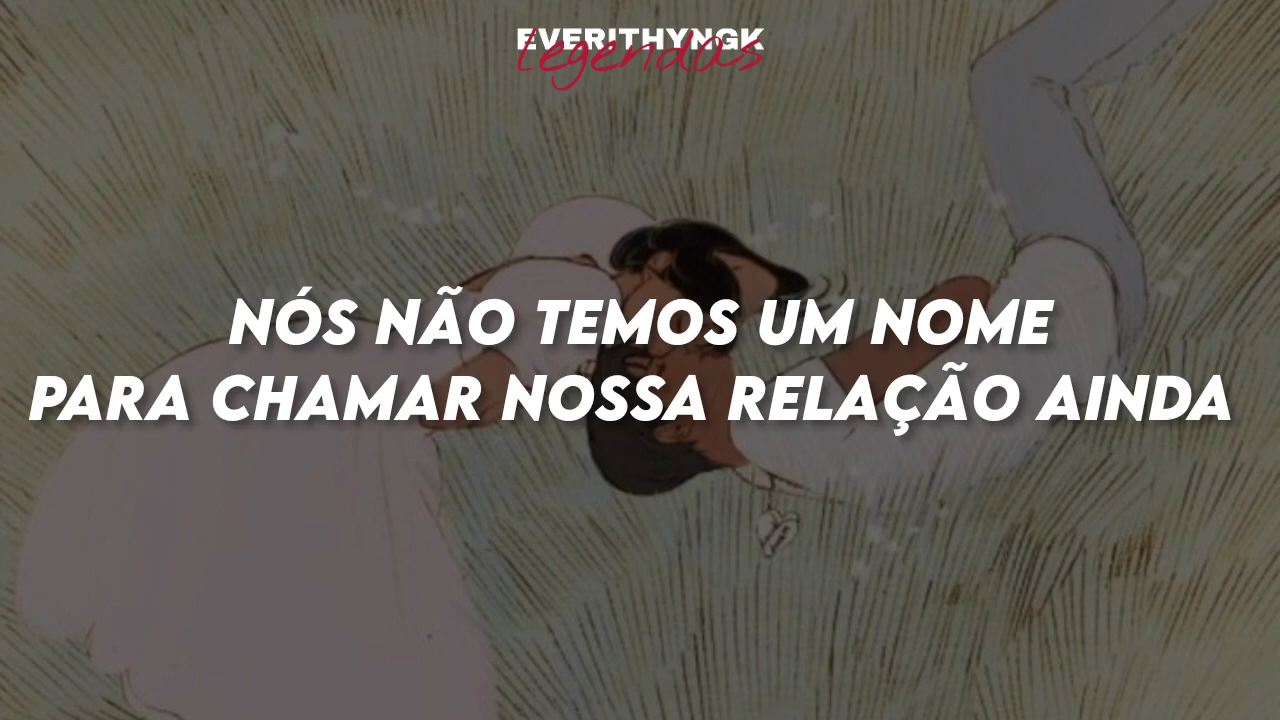 EVERITHYNGK
legendas
NÓS NÃO TEMOS UM NOME
PARA CHAMAR NOSSA RELAÇÃO AINDA